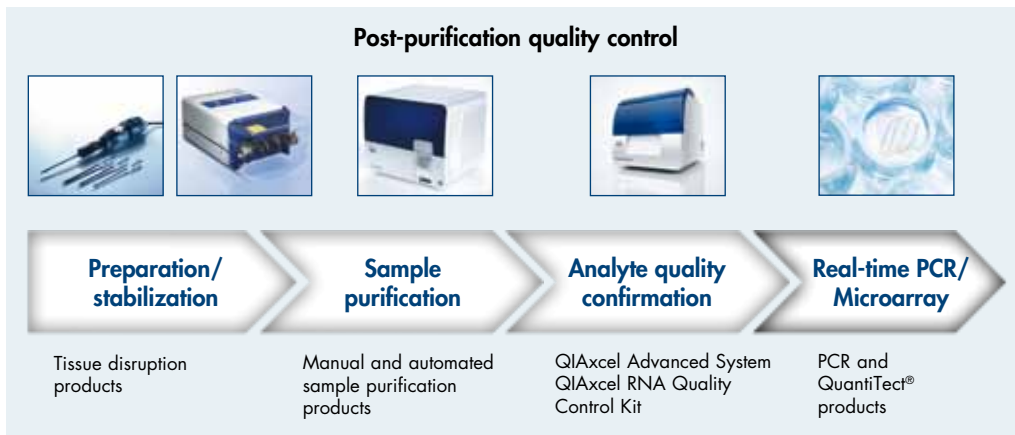 Post-purification quality control
Preparation/
stabilization
Sample
purification
Analyte quality
confirmation
Real-time PCR/
Microarray
Tissue disruption
products
Manual and automated
sample purification
products
QIAxcel Advanced System
QIAxcel RNA Quality
Control Kit
PCR and
QuantiTect®
products